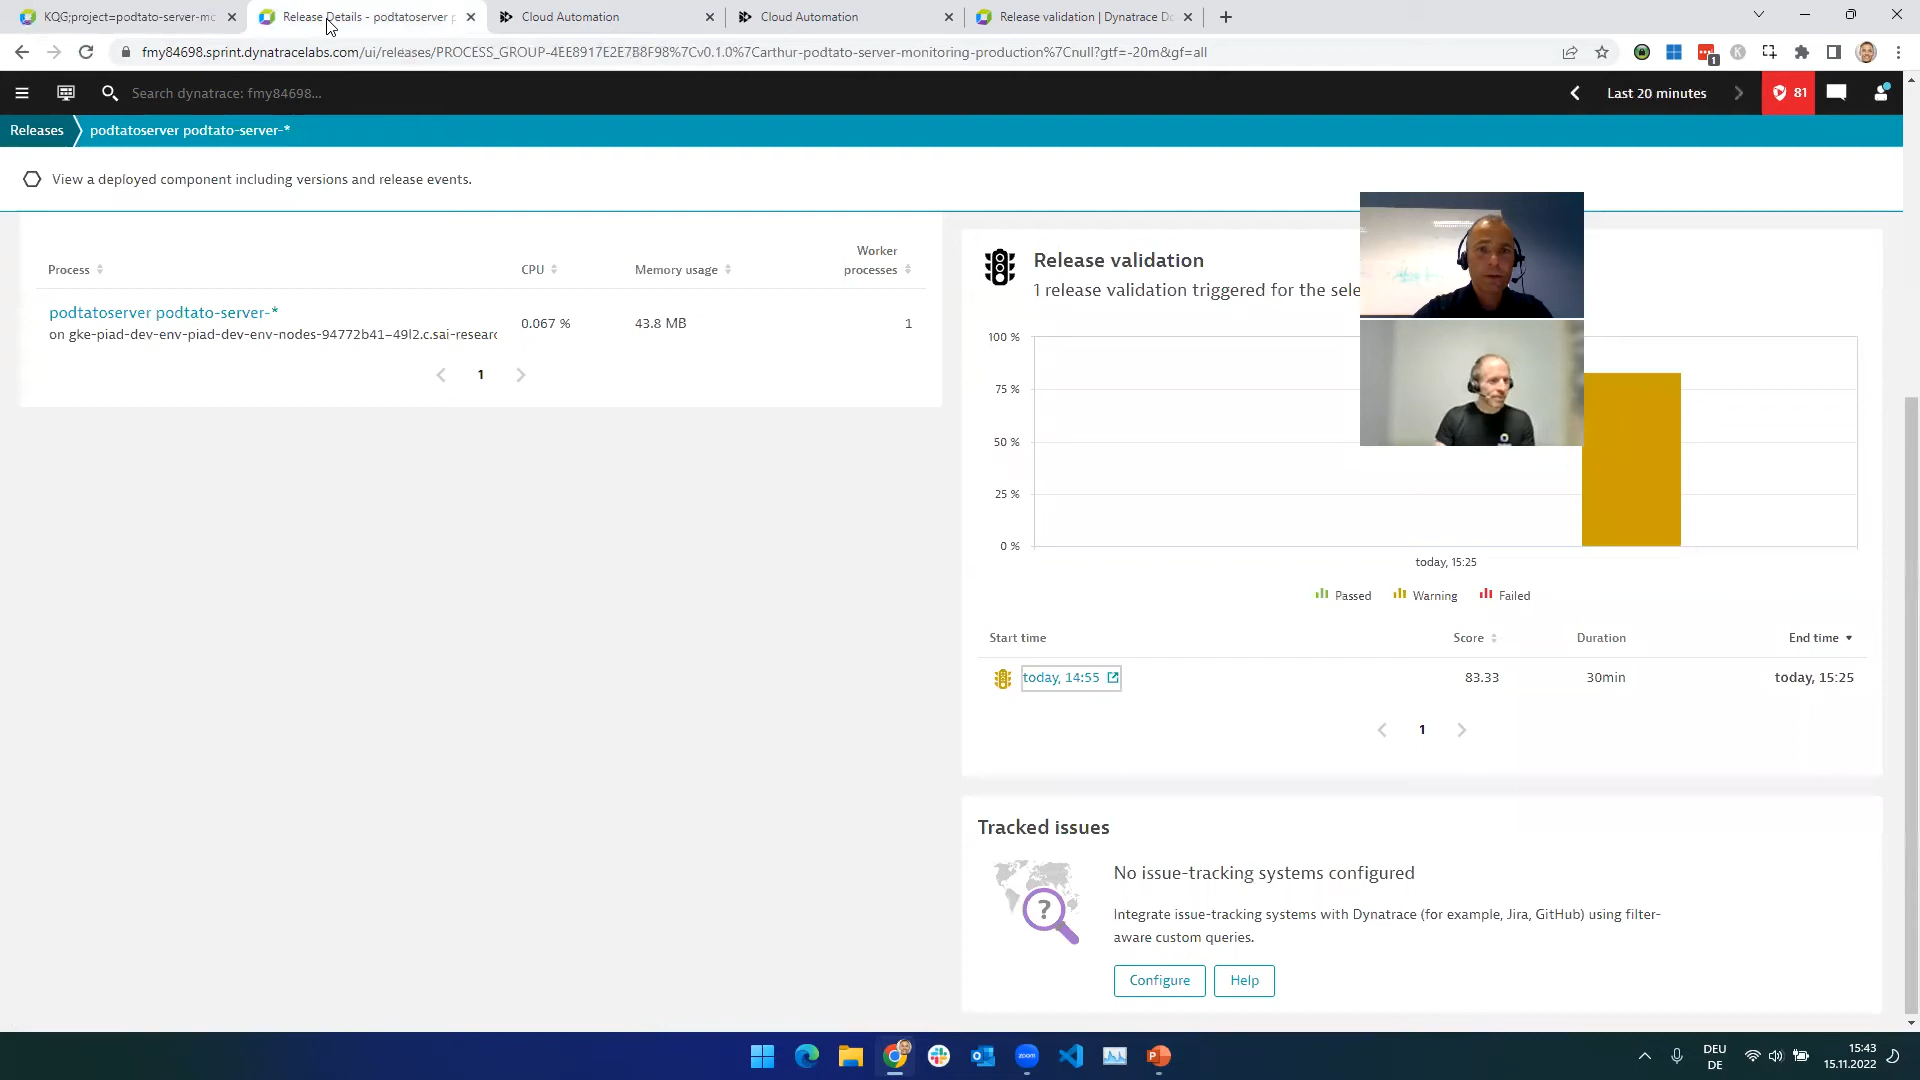 KQG;project=podtato-server-mo
Release Details - podtatoserver p
Cloud Automation
Cloud Automation
Release validation | Dynatrace Do
fmy84698.sprint.dynatracelabs.com/ui/releases/PROCESS_GROUP-4EE8917E2E7B8F98%7Cv0.1.0%7Carthur-podtato-server-monitoring-production%7Cnull?gtf=-20m&gf=all
1
Search dynatrace: fmy84698...
Last 20 minutes
81
Releases
podtatoserver podtato-server-*
View a deployed component including versions and release events.
Process
CPU
Memory usage
Worker
processes
podtatoserver podtato-server-*
on gke-piad-dev-env-piad-dev-env-nodes-94772b41-49l2.c.sai-researc
0.067 %
43.8 MB
1
1
Release validation
1 release validation triggered for the sele
100 %
75 %
50 %
25 %
0 %
today, 15:25
Passed
Warning
Failed
Start time
Score
Duration
End time
today, 14:55
83.33
30min
today, 15:25
1
Tracked issues
?
No issue-tracking systems configured
Integrate issue-tracking systems with Dynatrace (for example, Jira, GitHub) using filter-
aware custom queries.
Configure
Help
zoom
DEU
DE
15:43
15.11.2022